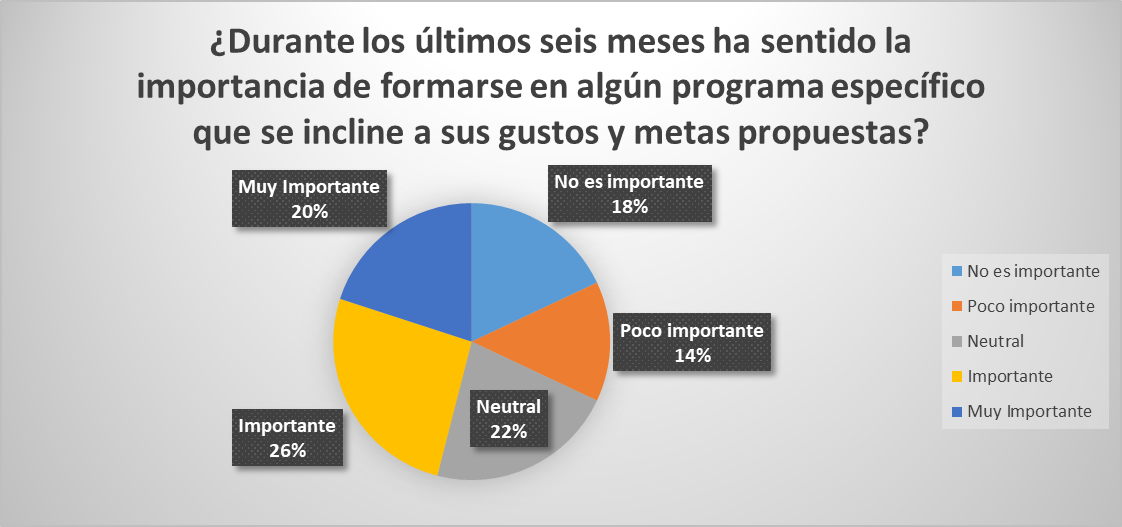 ¿Durante los últimos seis meses ha sentido la
importancia de formarse en algún programa específico
que se incline a sus gustos y metas propuestas?
Muy Importante
20%
No es importante
18%
Poco importante
14%
Neutral
22%
Importante
26%
No es importante
Poco importante
Neutral
Importante
Muy Importante